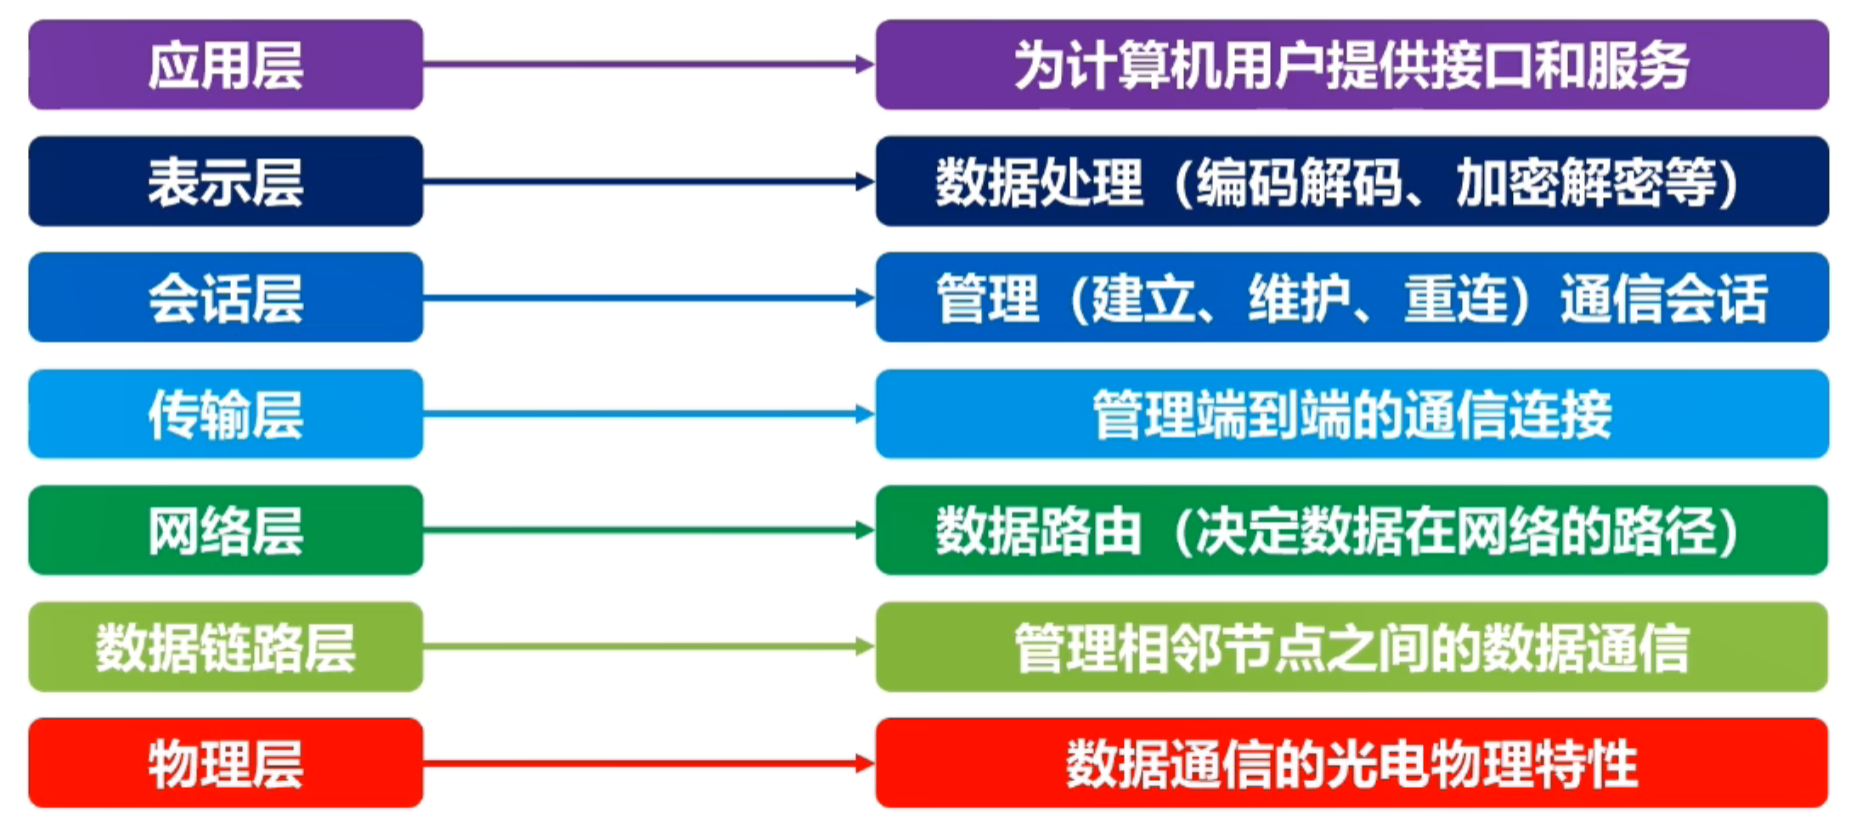 应用层
为计算机用户提供接口和服务
表示层
数据处理（编码解码、加密解密等）
会话层
管理（建立、维护、重连）通信会话
传输层
管理端到端的通信连接
网络层
数据路由（决定数据在网络的路径）
数据链路层
管理相邻节点之间的数据通信
物理层
数据通信的光电物理特性